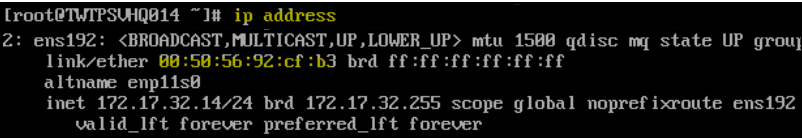 [root@TWTPSVHQ014 ~]# ip address
2: ens192: <BROADCAST,MULTICAST,UP,LOWER_UP> mtu 1500 qdisc mq state UP group
link/ether 00:50:56:92:cf:b3 brd ff:ff:ff:ff:ff:ff
altname enp11s0
inet 172.17.32.14/24 brd 172.17.32.255 scope global noprefixroute ens192
valid_lft forever preferred_lft forever